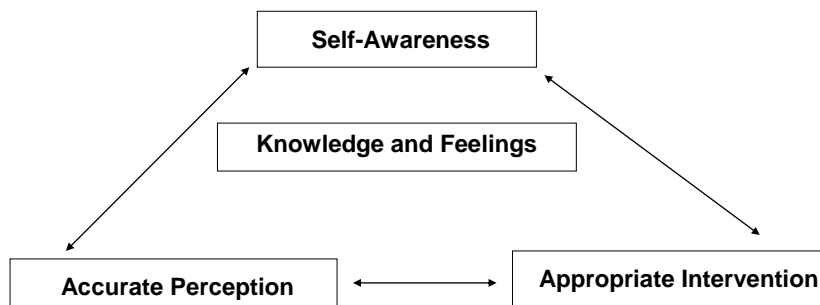 Self-Awareness
Knowledge and Feelings
Accurate Perception
Appropriate Intervention